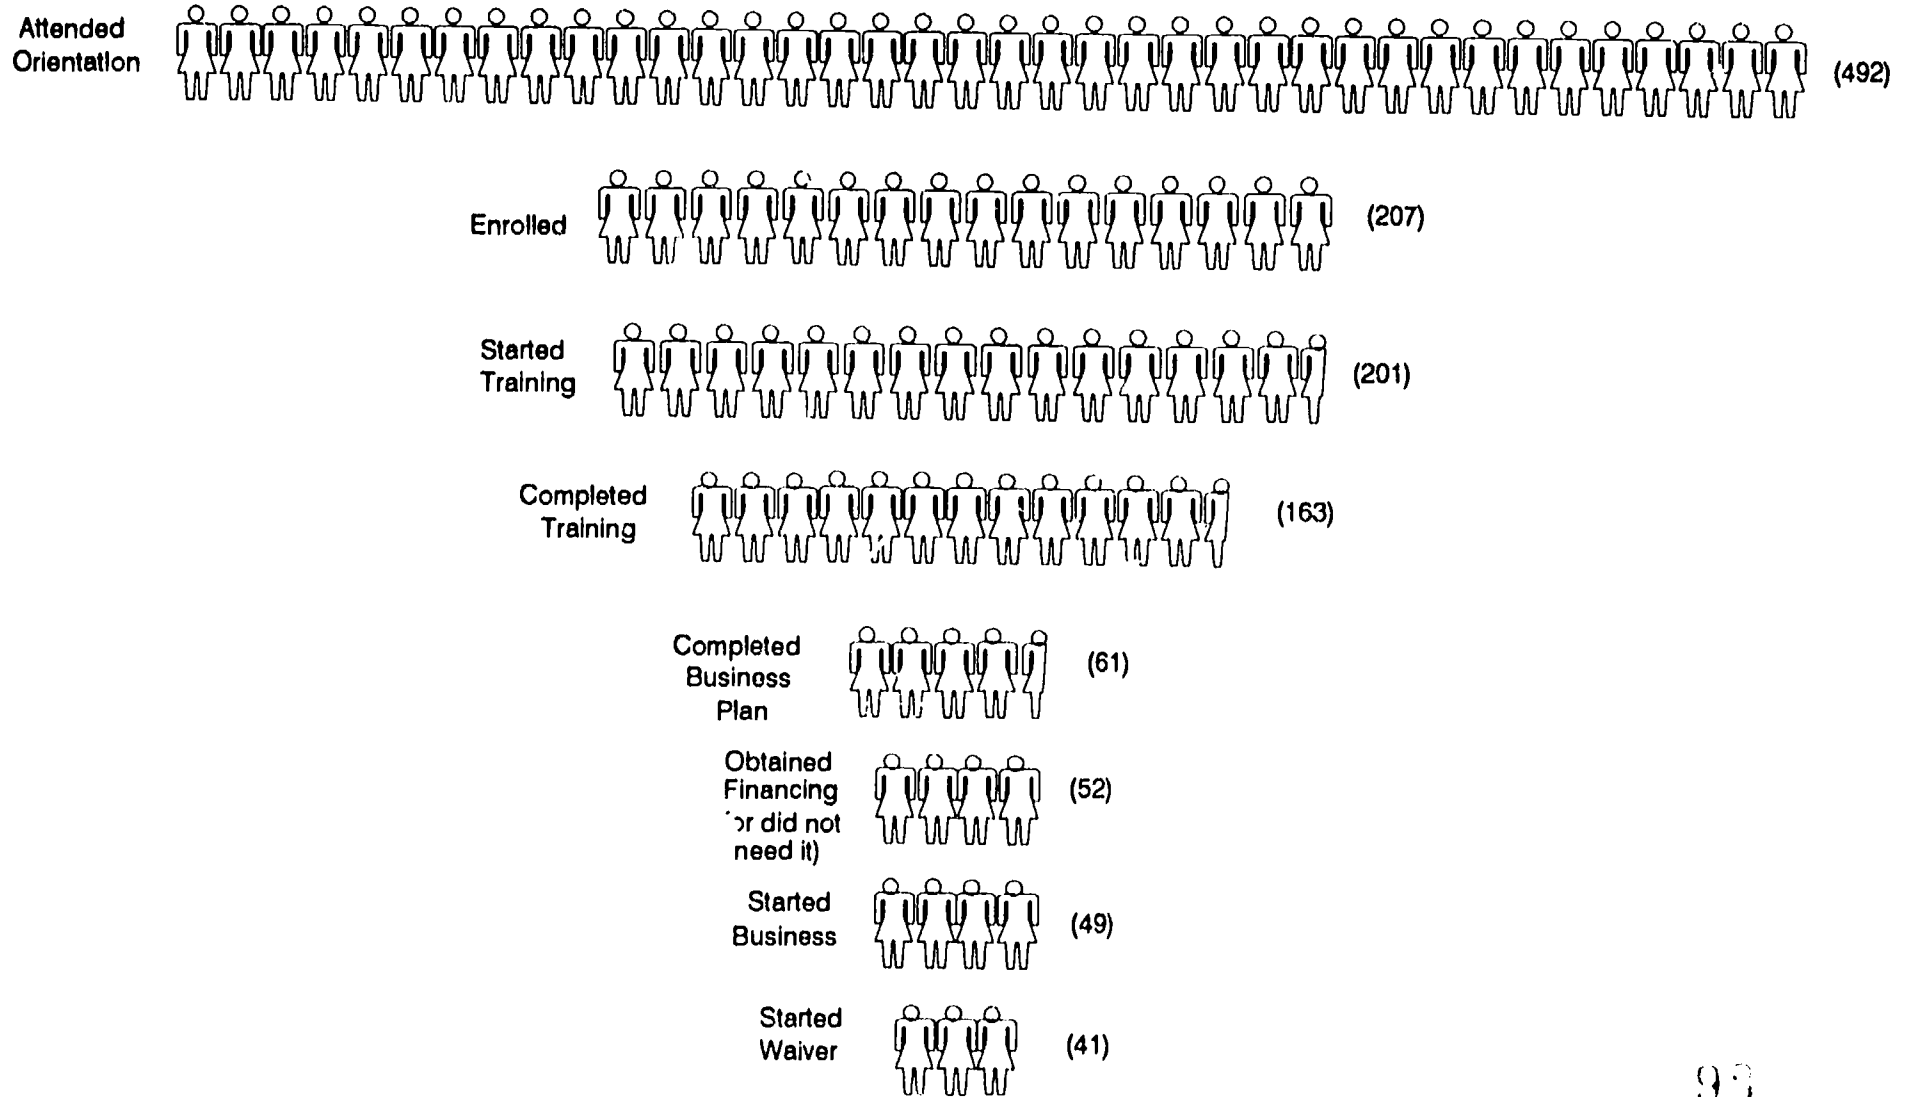 Attended
Orientation
(492)
Enrolled
(207)
Started
Training
(201)
Completed
Training
(163)
Completed
Business
Plan
(61)
Obtained
Financing
or did not
need it)
(52)
Started
Business
(49)
Started
Waiver
(41)